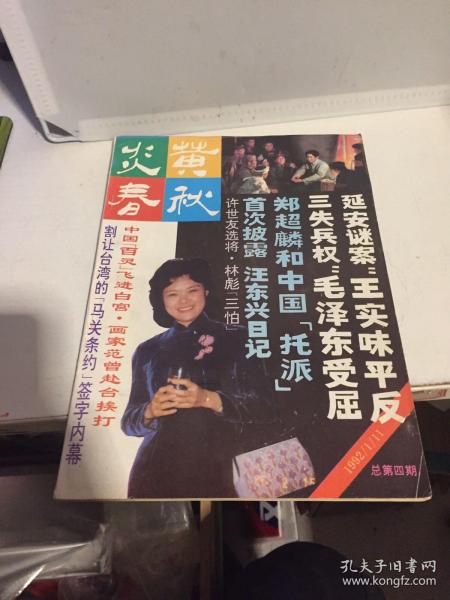 炎黄
春秋
延安谜案:王实味平反
三失兵权:毛泽东受屈
郑超麟和中国「托派」
首次披露 汪东兴日记
许世友选将·林彪「三怕」
中国「百灵」飞进白宫·画家范曾赴台挨打
割让台湾的「马关条约」签字内幕
1992/1/11
总第四期
孔夫子旧书网
www.kongfz.com